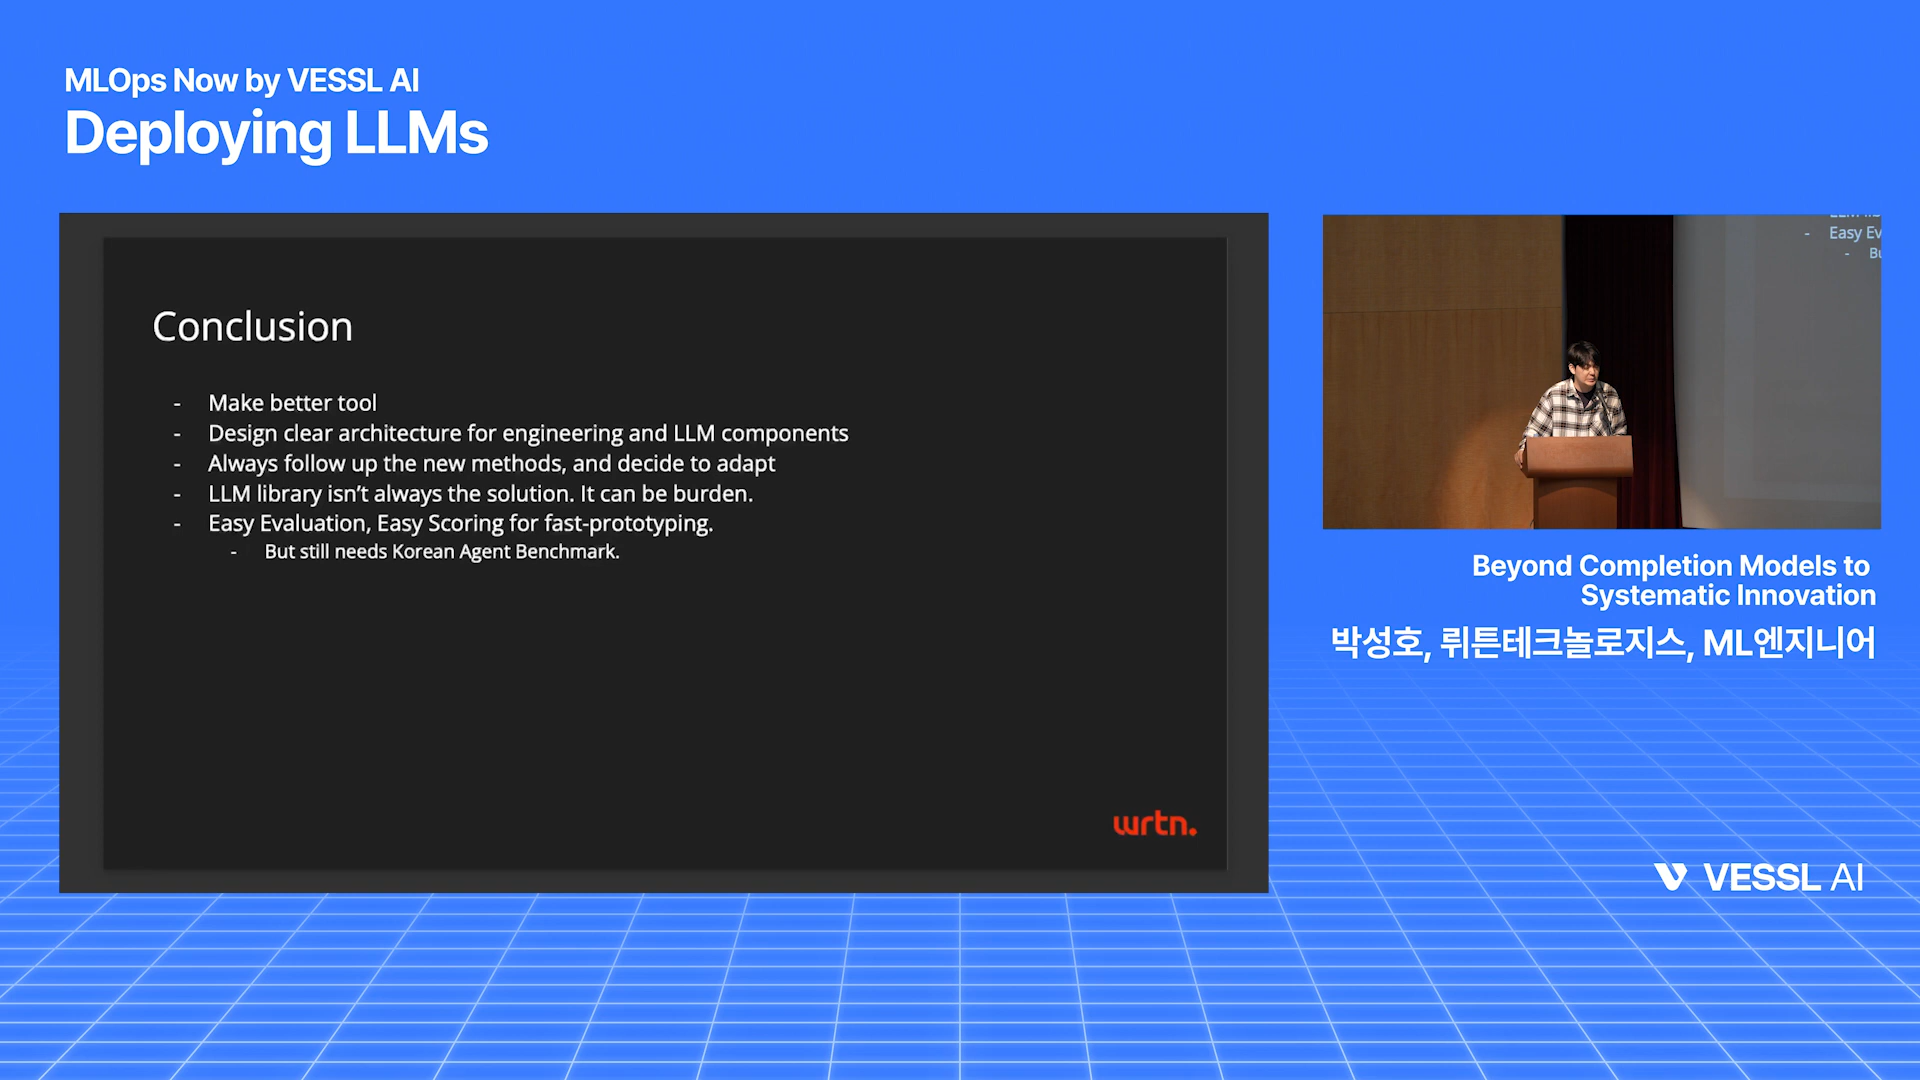 MLOps Now by VESSL AI
Deploying LLMs
Conclusion
- Make better tool
- Design clear architecture for engineering and LLM components
- Always follow up the new methods, and decide to adapt
- LLM library isn't always the solution. It can be burden.
- Easy Evaluation, Easy Scoring for fast-prototyping.
- But still needs Korean Agent Benchmark.
wrtn.
- Easy Ev
- Bu
Beyond Completion Models to
Systematic Innovation
박성호, 뤼튼테크놀로지스, ML엔지니어
VESSL AI